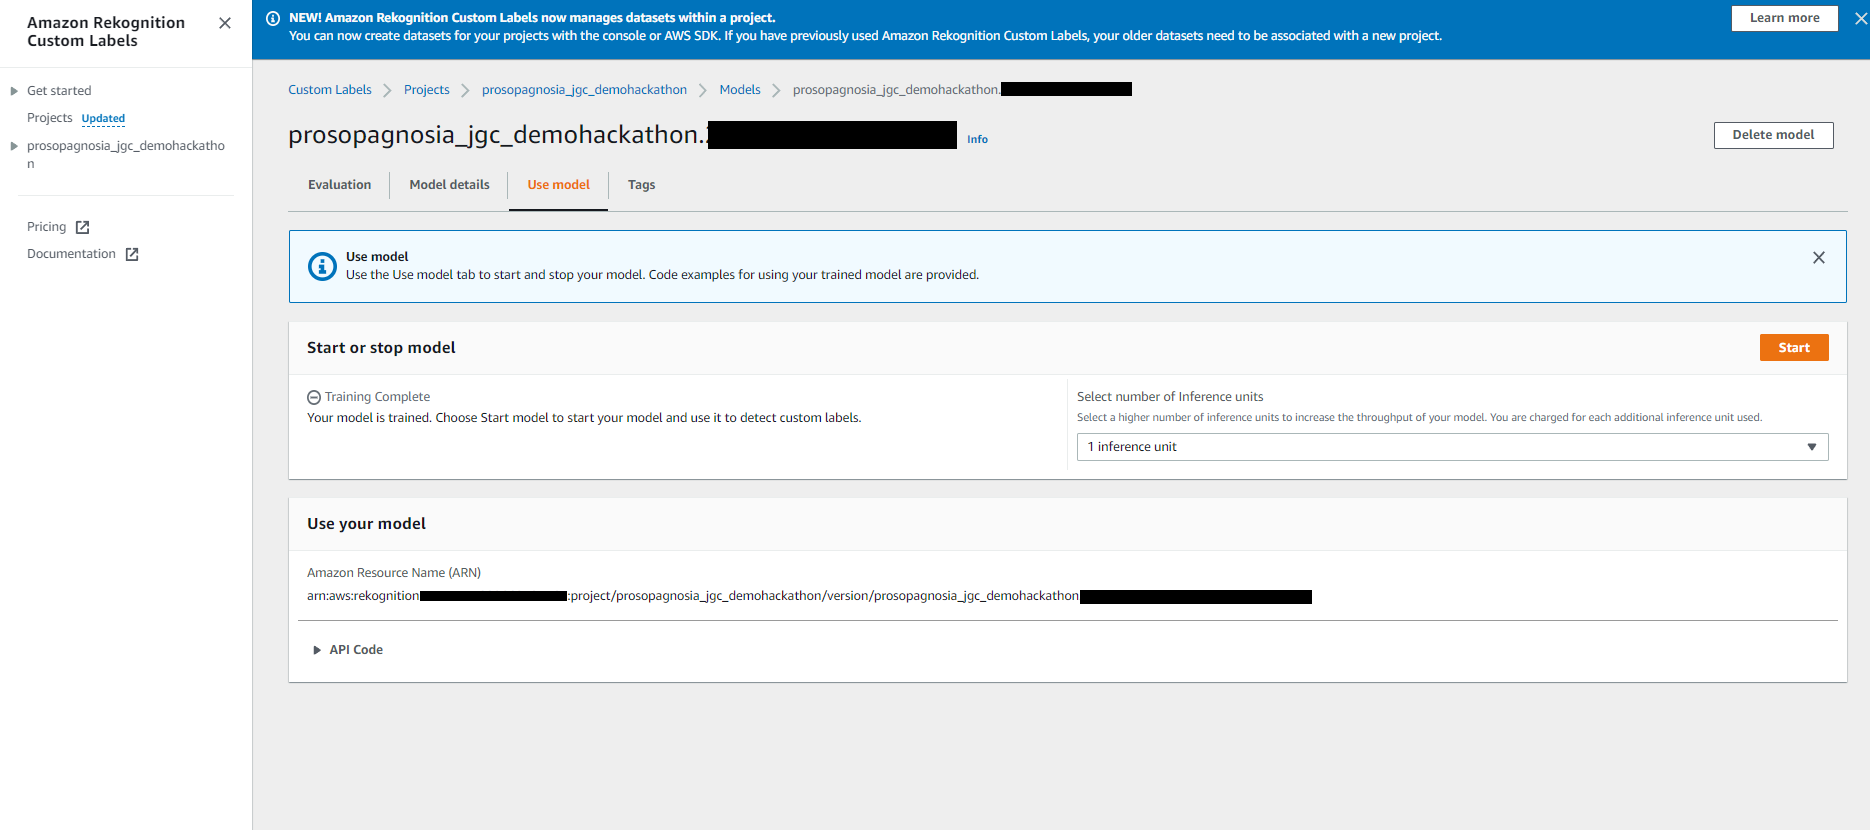 Amazon Rekognition
Custom Labels
Get started
Projects Updated
prosopagnosia_jgc_demohackatho
n
Pricing
Documentation
NEW! Amazon Rekognition Custom Labels now manages datasets within a project.
You can now create datasets for your projects with the console or AWS SDK. If you have previously used Amazon Rekognition Custom Labels, your older datasets need to be associated with a new project.
Learn more
Custom Labels Projects prosopagnosia_jgc_demohackathon Models prosopagnosia_jgc_demohackathon.
prosopagnosia_jgc_demohackathon. Info
Delete model
Evaluation Model details Use model Tags
Use model
Use the Use model tab to start and stop your model. Code examples for using your trained model are provided.
Start or stop model
Start
Training Complete
Your model is trained. Choose Start model to start your model and use it to detect custom labels.
Select number of Inference units
Select a higher number of inference units to increase the throughput of your model. You are charged for each additional inference unit used.
1 inference unit
Use your model
Amazon Resource Name (ARN)
arn:aws:rekognition :project/prosopagnosia_jgc_demohackathon/version/prosopagnosia_jgc_demohackathon
API Code